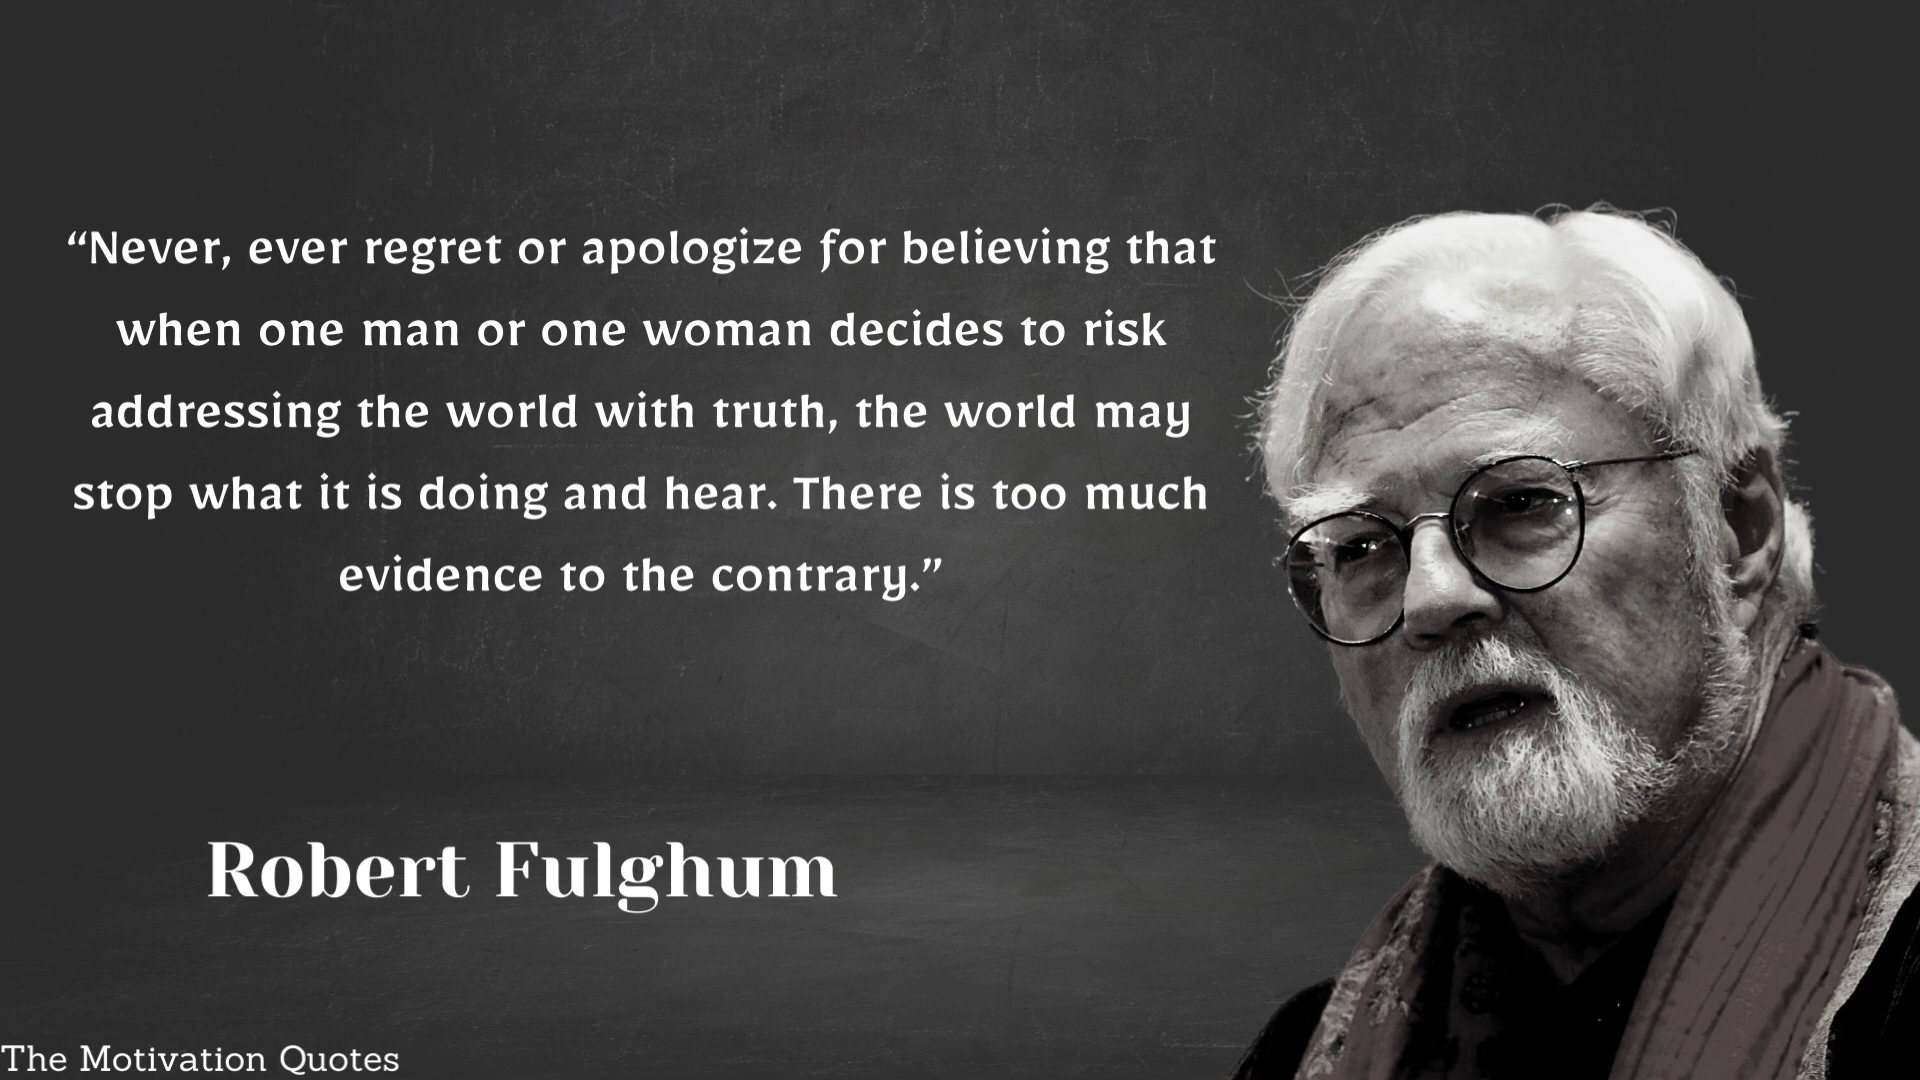 “Never, ever regret or apologize for believing that
when one man or one woman decides to risk
addressing the world with truth, the world may
stop what it is doing and hear. There is too much
evidence to the contrary.”
Robert Fulghum
The Motivation Quotes